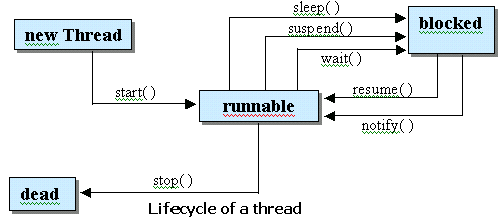 sleep()
new Thread
suspend()
blocked
wait()
start()
resume()
runnable
notify()
stop()
dead
Lifecycle of a thread